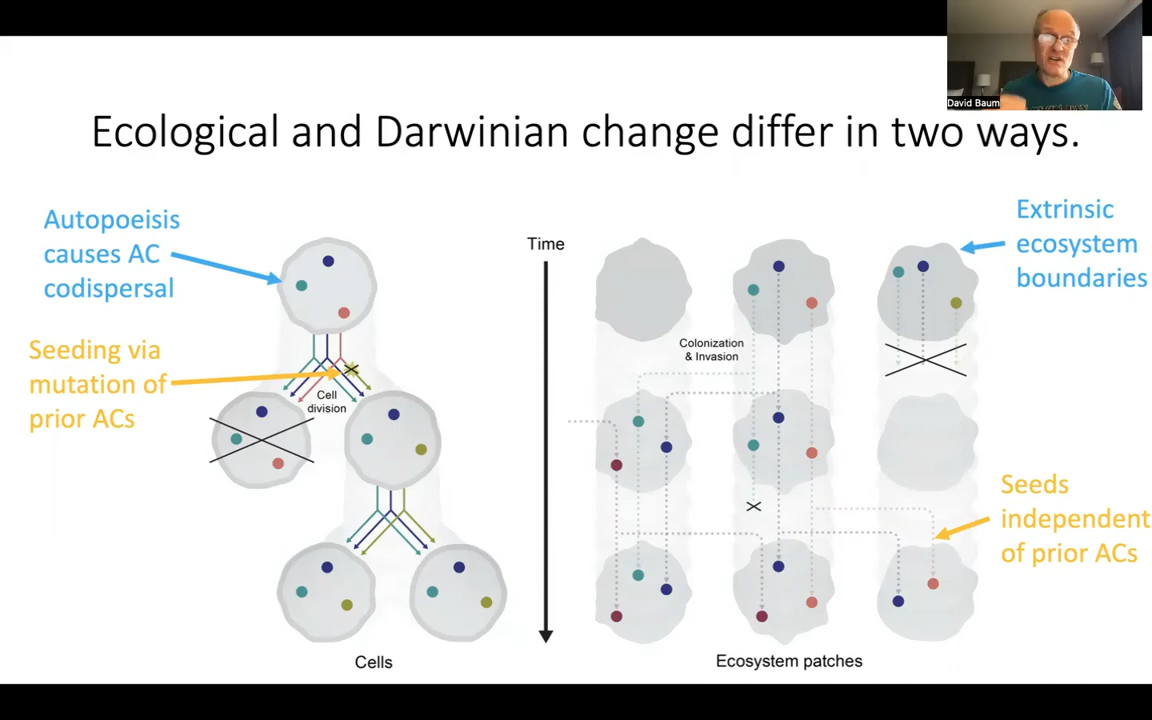 David Baum
Ecological and Darwinian change differ in two ways.
Autopoeisis
causes AC
codispersal
Seeding via
mutation of
prior ACs
Cell
division
Cells
Time
Colonization
& Invasion
Extrinsic
ecosystem
boundaries
Seeds
independent
of prior ACs
Ecosystem patches